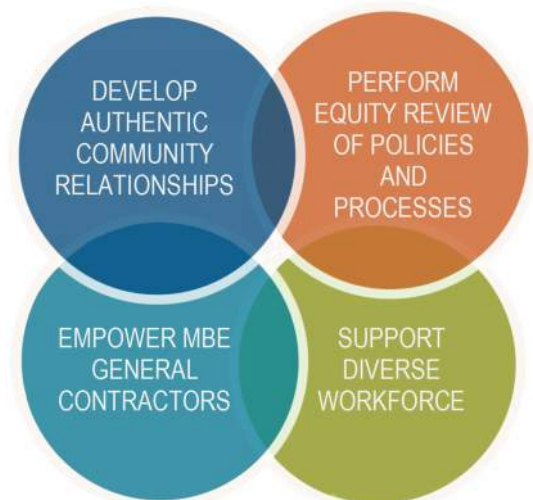 DEVELOP
AUTHENTIC
COMMUNITY
RELATIONSHIPS
PERFORM
EQUITY REVIEW
OF POLICIES
AND
PROCESSES
EMPOWER MBE
GENERAL
CONTRACTORS
SUPPORT
DIVERSE
WORKFORCE